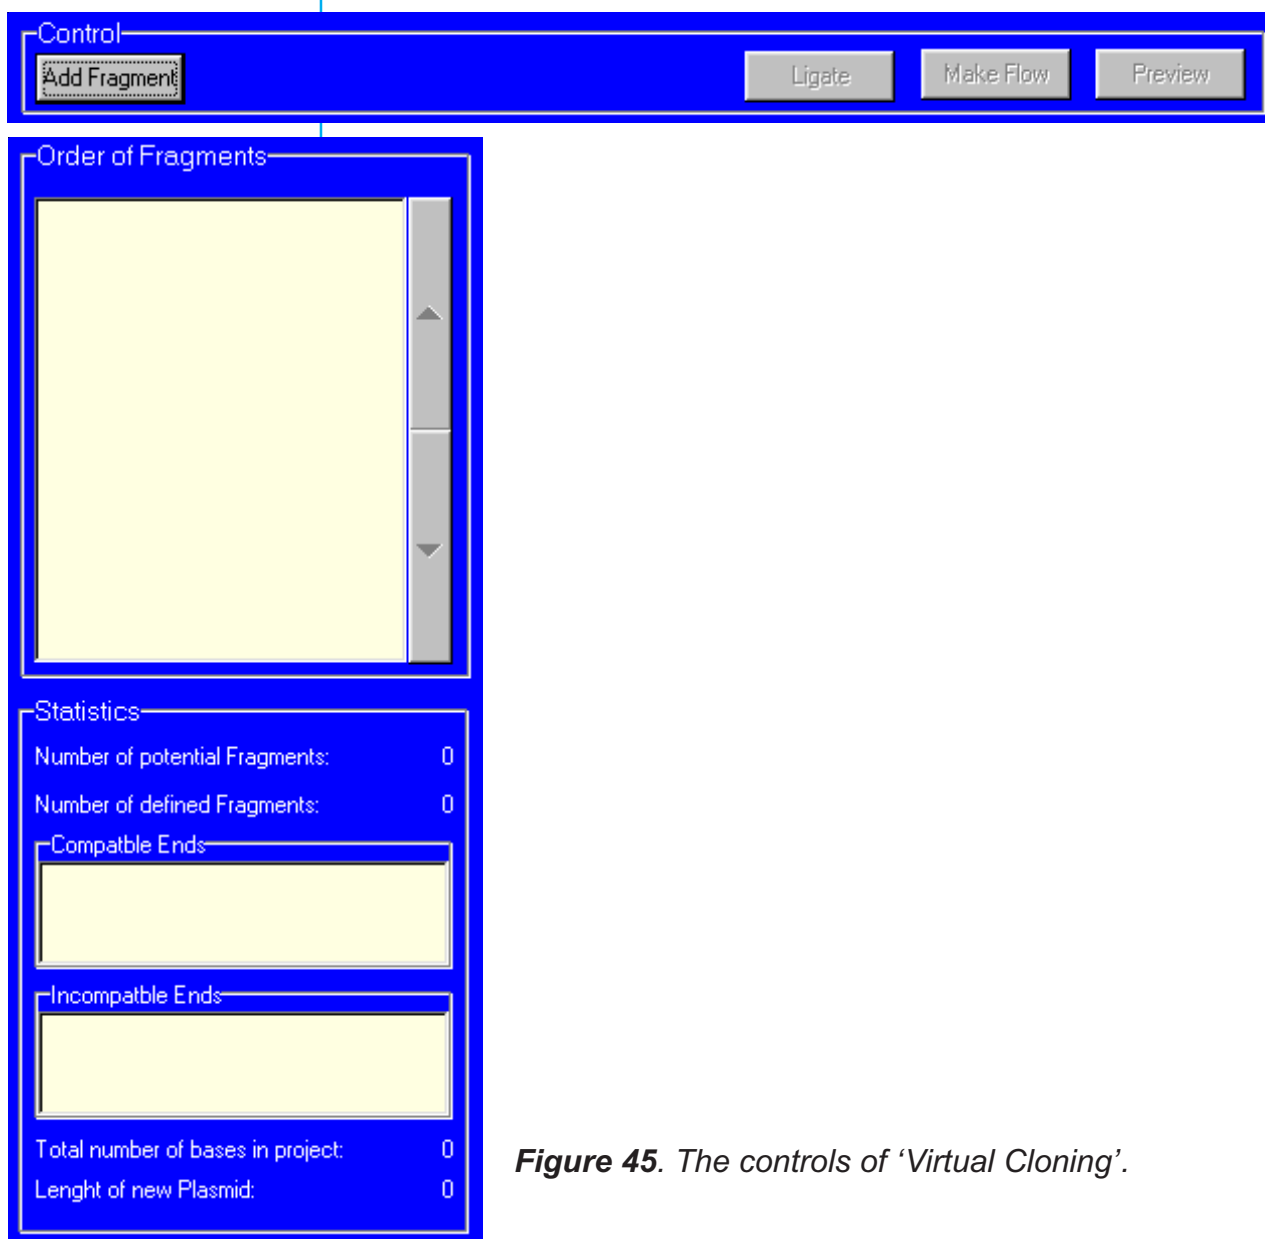 Control
Add Fragment
Ligate
Make Flow
Preview
Order of Fragments
Statistics
Number of potential Fragments: 0
Number of defined Fragments: 0
Compatble Ends
Incompatble Ends
Total number of bases in project: 0
Lenght of new Plasmid: 0
Figure 45. The controls of ‘Virtual Cloning’.